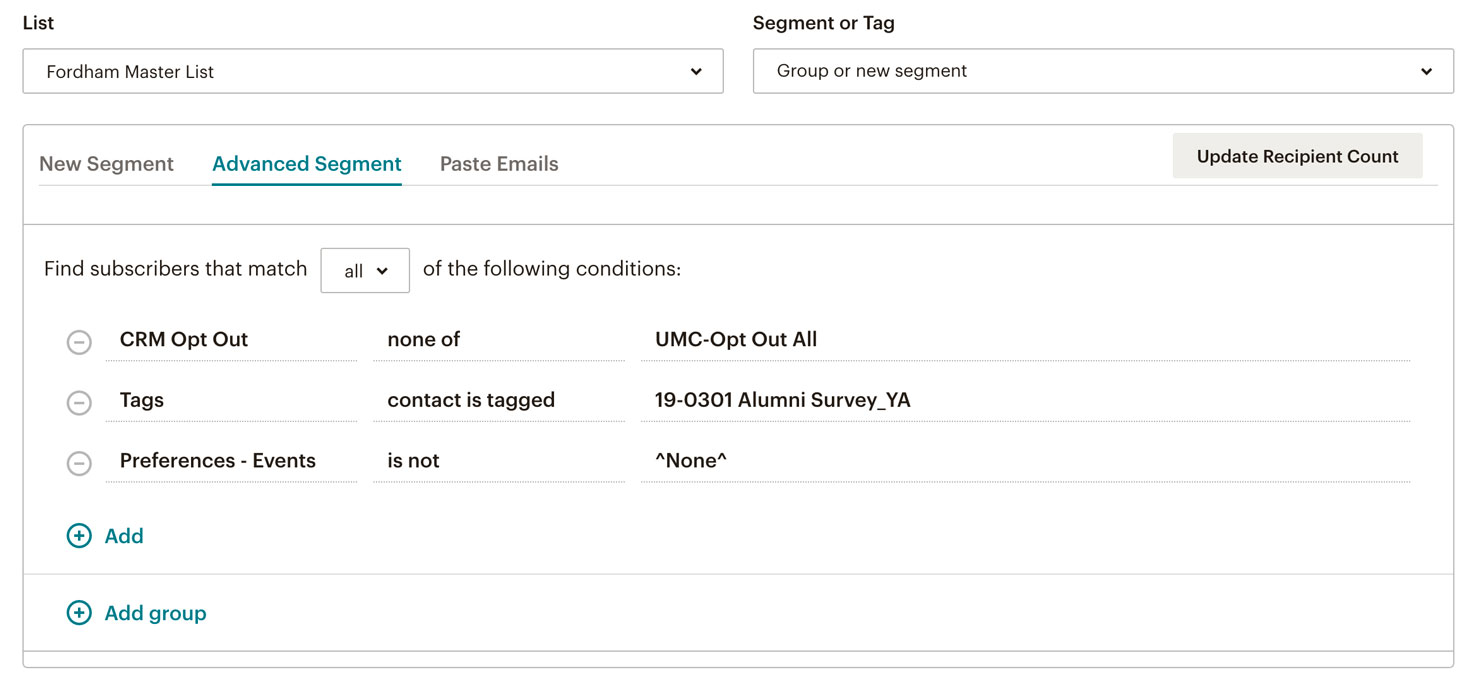 List
Segment or Tag
Fordham Master List
Group or new segment
New Segment
Advanced Segment
Paste Emails
Update Recipient Count
Find subscribers that match all of the following conditions:
CRM Opt Out none of UMC-Opt Out All
Tags contact is tagged 19-0301 Alumni Survey_YA
Preferences - Events is not ^None^
Add
Add group